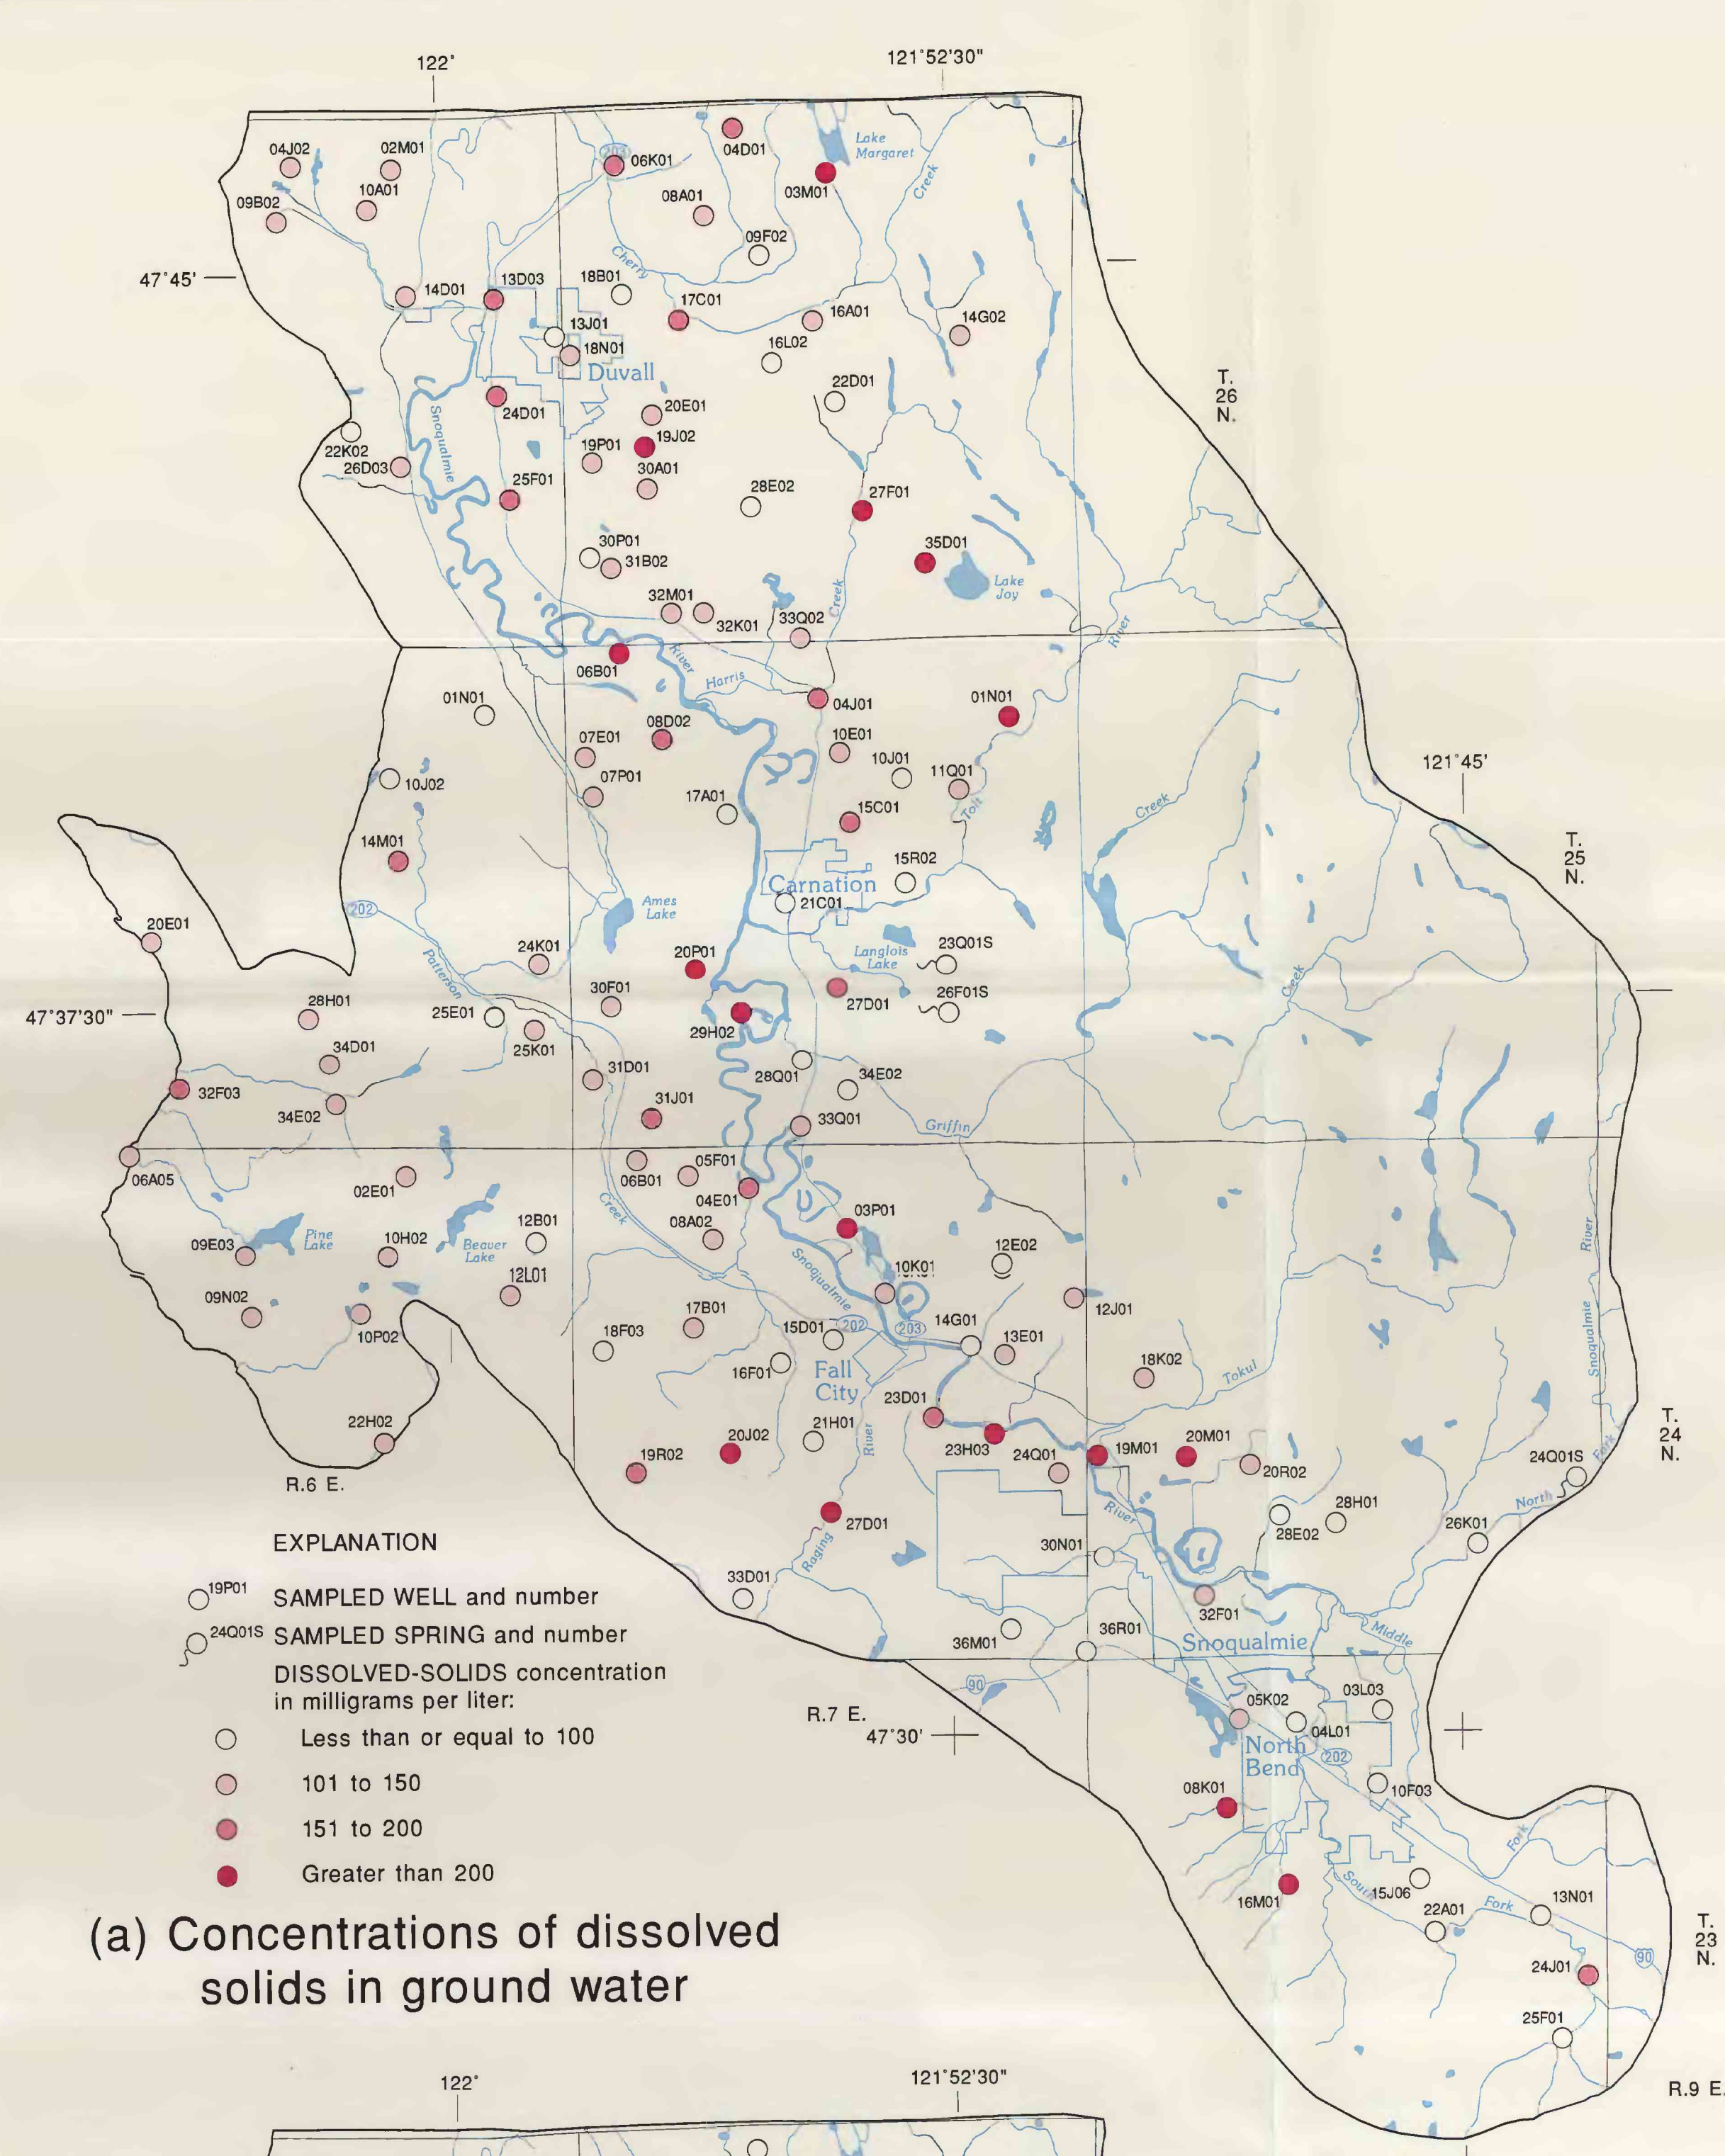 122°
121°52'30"
04J02
02M01
10A01
09B02
203
06K01
04D01
Lake
Margaret
03M01
Creek
08A01
09F02
Cherry
47°45'
14D01
13D03
18B01
17C01
16A01
14G02
13J01
18N01
16L02
Duvall
22D01
T.
26
N.
24D01
20E01
Snoqualmie
22K02
26D03
19P01
19J02
30A01
25F01
28E02
27F01
30P01
31B02
35D01
Lake
Joy
32M01
32K01
33Q02
Creek
River
06B01
River
Harris
01N01
04J01
01N01
08D02
07E01
10E01
10J01
11Q01
121°45'
10J02
07P01
17A01
15C01
Tolt
Creek
14M01
15R02
T.
25
N.
Carnation
21C01
202
Ames
Lake
20E01
24K01
20P01
Langlois
Lake
23Q01S
Patterson
28H01
30F01
27D01
26F01S
Creek
47°37'30"
25E01
25K01
29H02
34D01
31D01
28Q01
34E02
32F03
34E02
31J01
33Q01
Griffin
06A05
02E01
06B01
05F01
04E01
Creek
08A02
03P01
09E03
Pine
Lake
10H02
Beaver
Lake
12B01
12E02
Snoqualmie
10K01
River
12L01
09N02
10P02
17B01
12J01
18F03
15D01
202
203
14G01
13E01
16F01
Fall
City
18K02
Tokul
Snoqualmie
22H02
23D01
T.
24
N.
20J02
21H01
River
19R02
23H03
24Q01
19M01
20M01
20R02
24Q01S
Fork
R.6 E.
North
27D01
River
28E02
28H01
26K01
EXPLANATION
30N01
Raging
33D01
19P01 SAMPLED WELL and number
32F01
24Q01S SAMPLED SPRING and number
36M01
36R01
Snoqualmie
Middle
DISSOLVED-SOLIDS concentration
in milligrams per liter:
90
R.7 E.
47°30'
05K02
03L03
04L01
Less than or equal to 100
North
Bend
202
101 to 150
08K01
10F03
151 to 200
Fork
Greater than 200
16M01
South
15J06
22A01
Fork
13N01
(a) Concentrations of dissolved
solids in ground water
T.
23
N.
90
24J01
25F01
R.9 E.
122°
121°52'30"